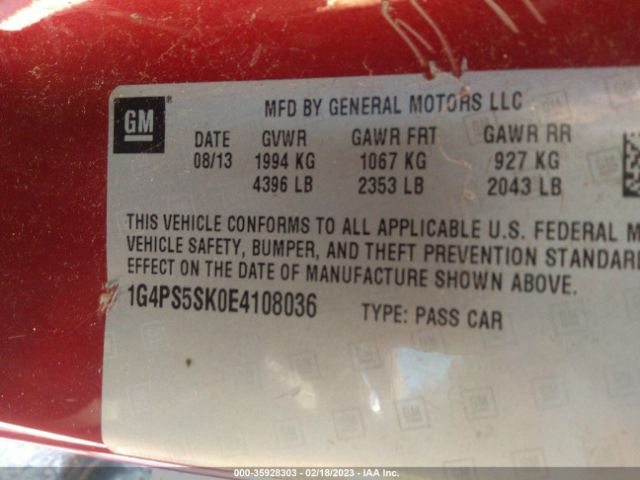 GM
MFD BY GENERAL MOTORS LLC
DATE GVWR GAWR FRT GAWR RR
08/13 1994 KG 1067 KG 927 KG
4396 LB 2353 LB 2043 LB
THIS VEHICLE CONFORMS TO ALL APPLICABLE U.S. FEDERAL M
VEHICLE SAFETY, BUMPER, AND THEFT PREVENTION STANDARD
EFFECT ON THE DATE OF MANUFACTURE SHOWN ABOVE.
1G4PS5SK0E4108036 TYPE: PASS CAR
000-35928303 - 02/18/2023 - IAA Inc.